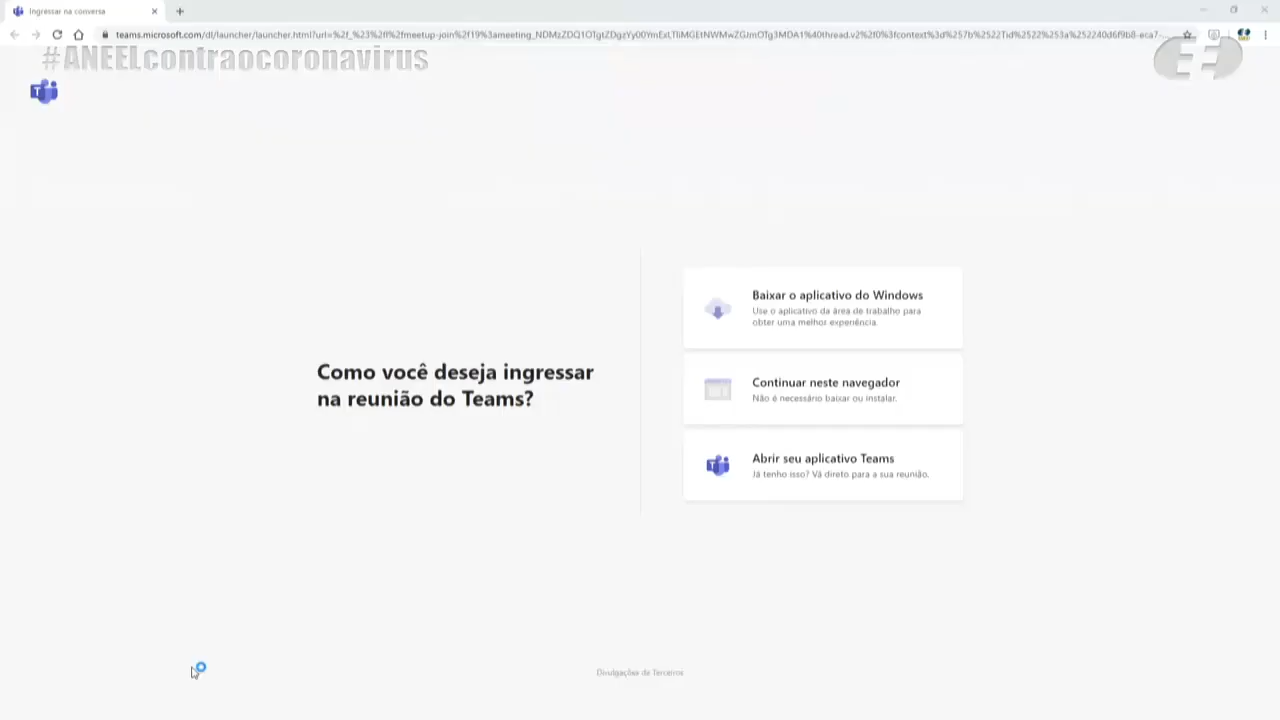 Ingressar na conversa
#ANEELcontraocoronavirus
Como você deseja ingressar
na reunião do Teams?
Baixar o aplicativo do Windows
Use o aplicativo da área de trabalho para
obter uma melhor experiência.
Continuar neste navegador
Não é necessário baixar ou instalar.
Abrir seu aplicativo Teams
Já tenho isso? Vá direto para a sua reunião.
Divulgações de Terceiros